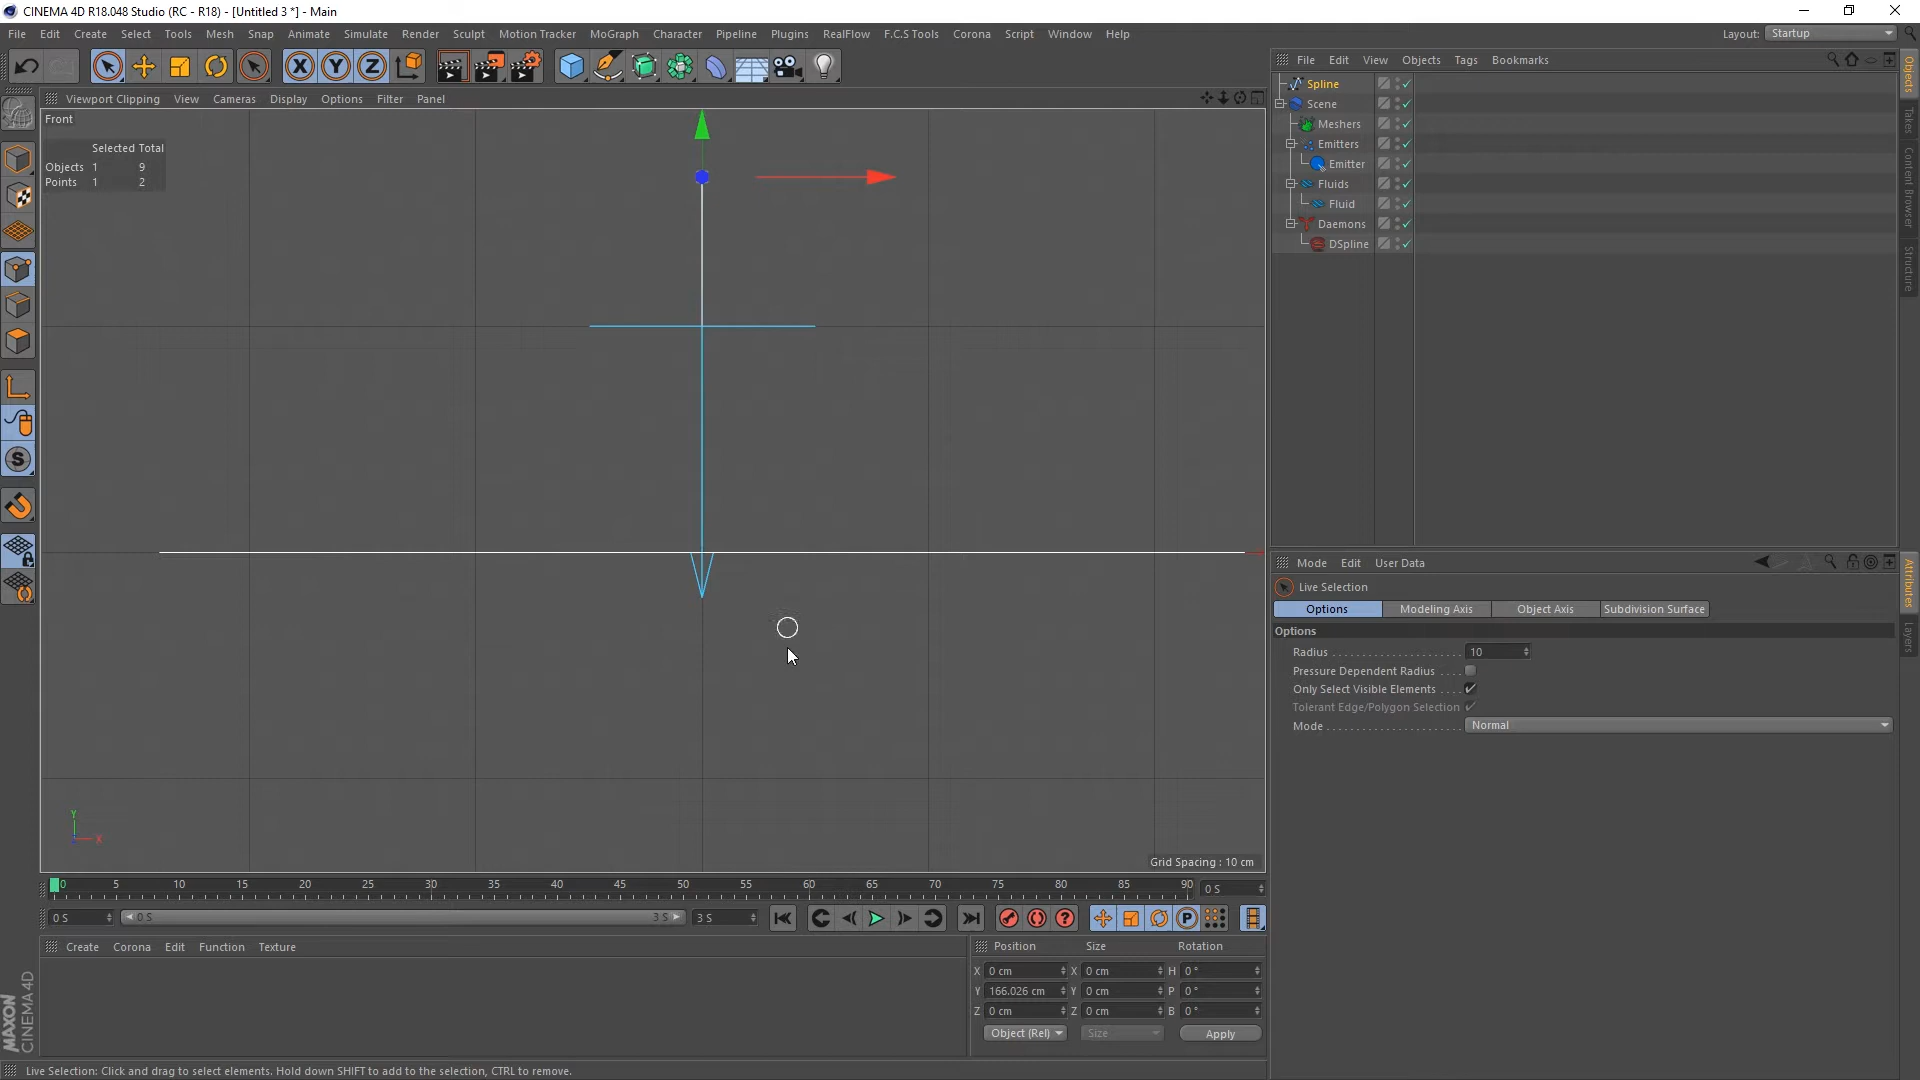 CINEMA 4D R18.048 Studio (RC - R18) - [Untitled 3 *] - Main
File Edit Create Select Tools Mesh Snap Animate Simulate Render Sculpt Motion Tracker MoGraph Character Pipeline Plugins RealFlow F.C.S Tools Corona Script Window Help
Layout: Startup
File Edit View Objects Tags Bookmarks
Viewport Clipping View Cameras Display Options Filter Panel
Front
Selected Total
Objects 1 9
Points 1 2
Spline
Scene
Meshers
Emitters
Emitter
Fluids
Fluid
Daemons
DSpline
Objects
Takes
Content Browser
Structure
Mode Edit User Data
Live Selection
Options Modeling Axis Object Axis Subdivision Surface
Options
Radius 10
Pressure Dependent Radius
Only Select Visible Elements
Tolerant Edge/Polygon Selection
Mode Normal
Attributes
Layers
Y
X
Grid Spacing : 10 cm
0 5 10 15 20 25 30 35 40 45 50 55 60 65 70 75 80 85 90 0 S
0 S 0 S 3 S 3 S
P
Create Corona Edit Function Texture
Position Size Rotation
X 0 cm X 0 cm H 0 °
Y 166.026 cm Y 0 cm P 0 °
Z 0 cm Z 0 cm B 0 °
Object (Rel) Size Apply
MAXON
CINEMA 4D
Live Selection: Click and drag to select elements. Hold down SHIFT to add to the selection, CTRL to remove.